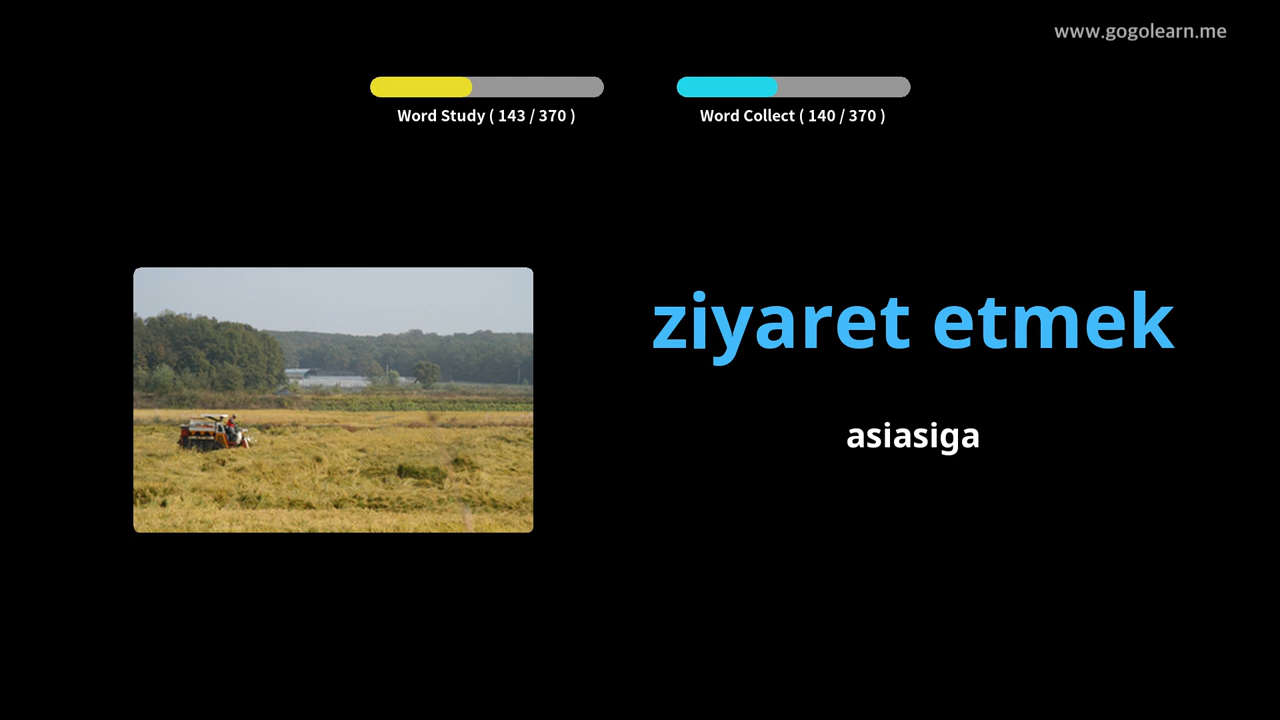 www.gogolearn.me
Word Study ( 143 / 370 )
Word Collect ( 140 / 370 )
ziyaret etmek
asiasiga